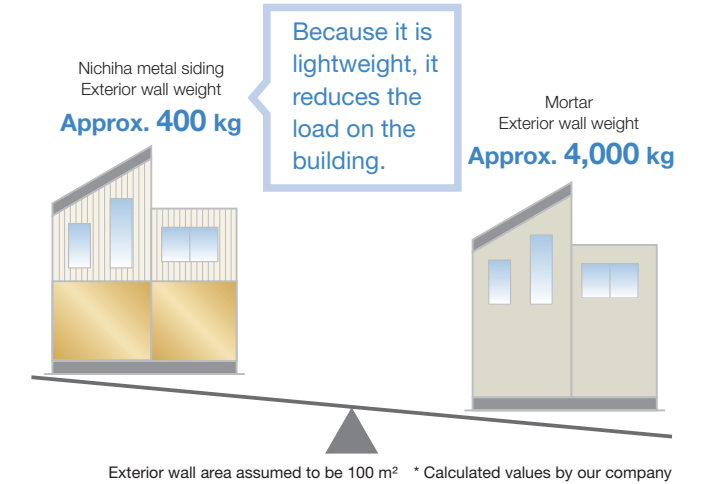 Nichiha metal siding
Exterior wall weight
Approx. 400 kg
Because it is
lightweight, it
reduces the
load on the
building.
Mortar
Exterior wall weight
Approx. 4,000 kg
Exterior wall area assumed to be 100 m² * Calculated values by our company